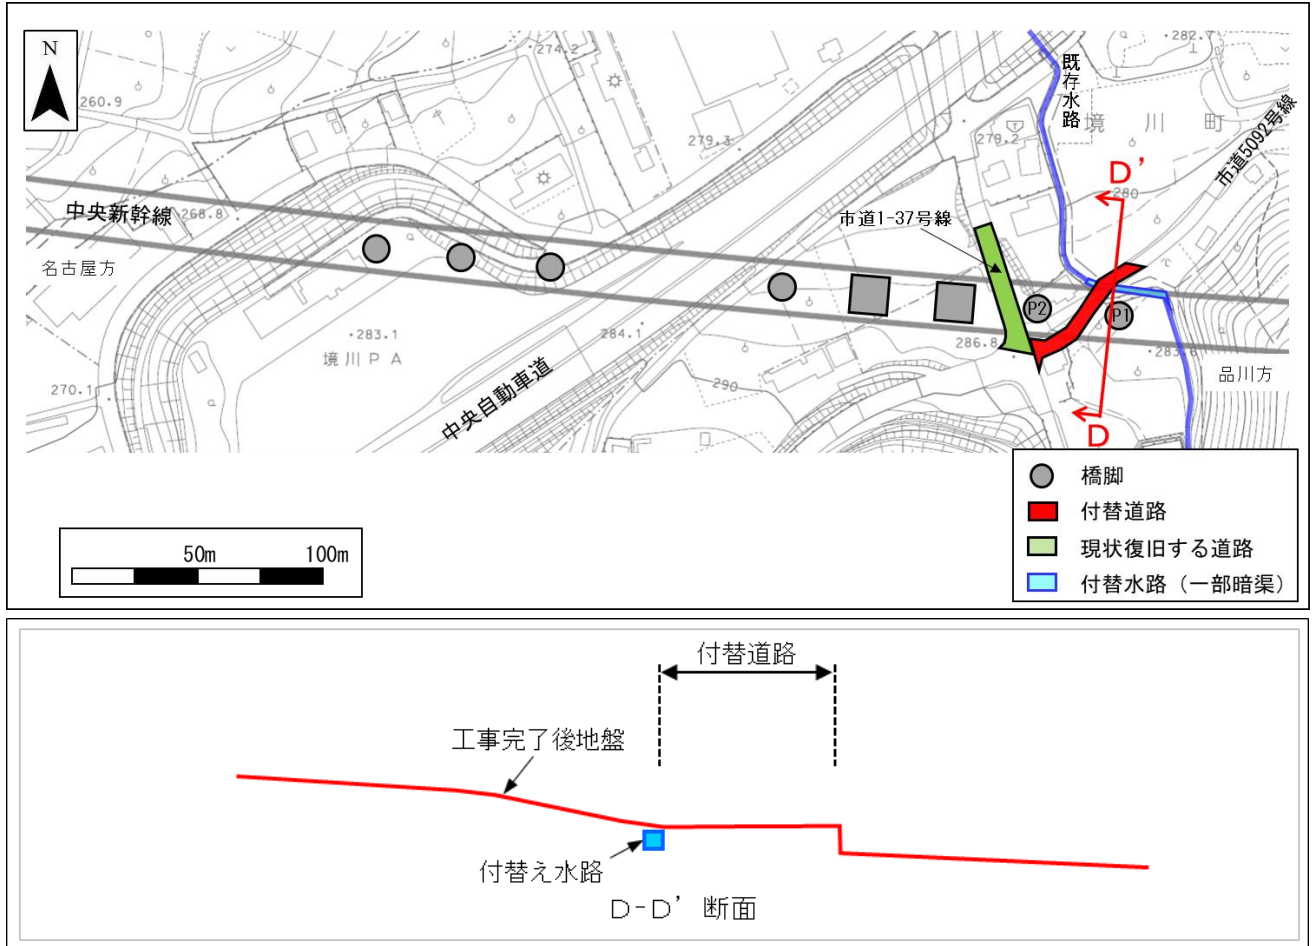 N
274.2
282.7
260.9
既存水路
境川町
279.3
279.2
市道5092号線
D'
280
中央新幹線
268.8
市道1-37号線
名古屋方
P2
P1
283.1
284.1
286.8
283.6
境川PA
270.1
290
中央自動車道
品川方
D
橋脚
付替道路
現状復旧する道路
付替水路（一部暗渠）
50m 100m
付替道路
工事完了後地盤
付替え水路
D-D' 断面